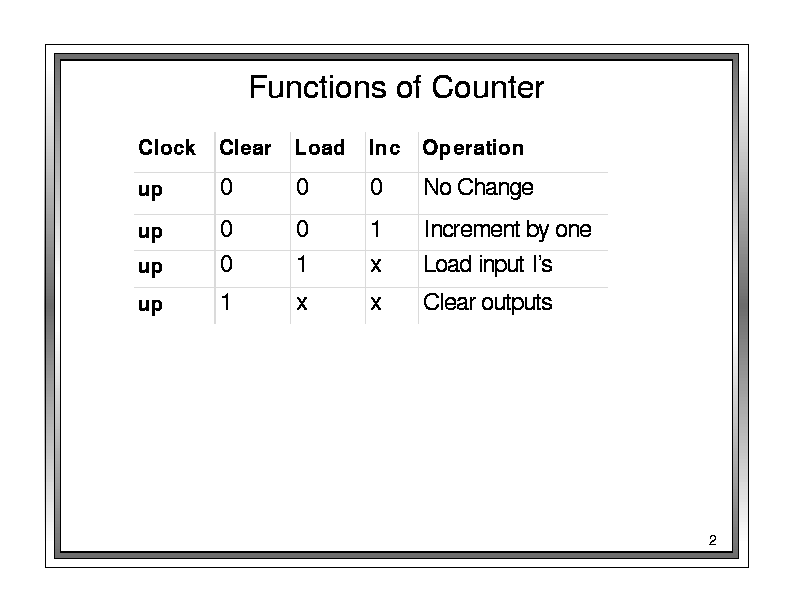 Functions of Counter
Clock Clear Load Inc Operation
up 0 0 0 No Change
up 0 0 1 Increment by one
up 0 1 x Load input I's
up 1 x x Clear outputs
2